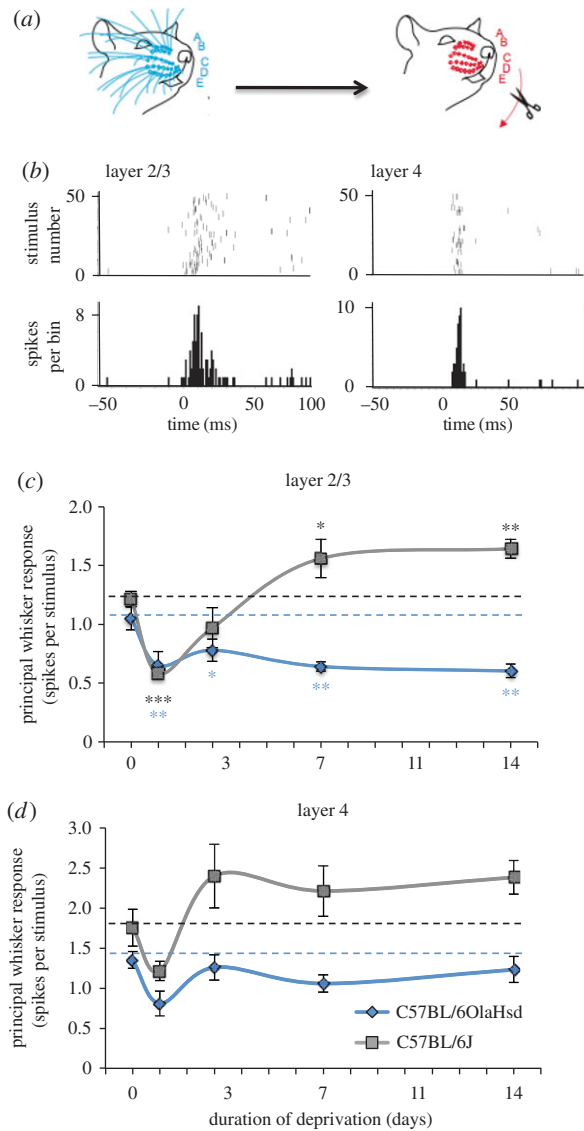 (a)
A
B
C
D
E
A
B
C
D
E
(b)
layer 2/3
layer 4
stimulus
number
50
0
50
0
spikes
per bin
8
4
0
10
0
−50 0 50 100
−50 0 50
time (ms)
time (ms)
(c)
layer 2/3
principal whisker response
(spikes per stimulus)
2.0
1.5
1.0
0.5
0
*
**
***
**
*
**
**
0 3 7 11 14
(d)
layer 4
principal whisker response
(spikes per stimulus)
3.0
2.5
2.0
1.5
1.0
0.5
0
C57BL/6OlaHsd
C57BL/6J
0 3 7 11 14
duration of deprivation (days)